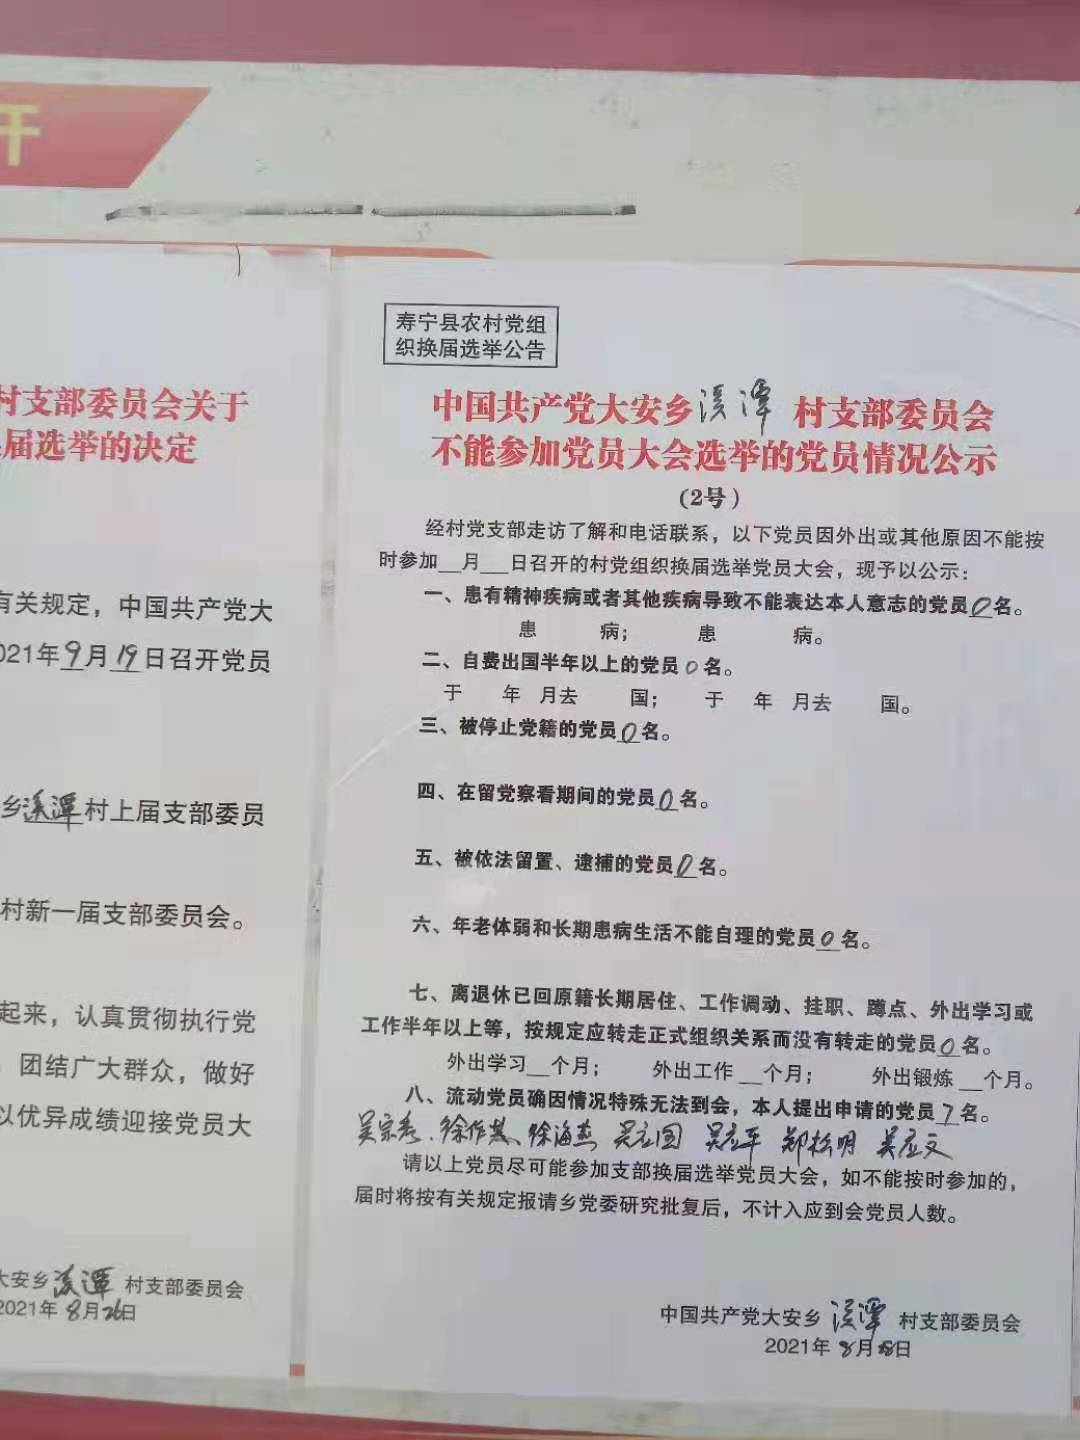 开
村支部委员会关于
届选举的决定
有关规定，中国共产党大
021年9月19日召开党员
乡溪潭村上届支部委员
村新一届支部委员会。
起来，认真贯彻执行党
团结广大群众，做好
以优异成绩迎接党员大
大安乡溪潭村支部委员会
2021年8月26日
寿宁县农村党组
织换届选举公告
中国共产党大安乡溪潭村支部委员会
不能参加党员大会选举的党员情况公示
(2号)
经村党支部走访了解和电话联系，以下党员因外出或其他原因不能按
时参加__月__日召开的村党组织换届选举党员大会，现予以公示：
一、患有精神疾病或者其他疾病导致不能表达本人意志的党员0名。
患 病； 患 病。
二、自费出国半年以上的党员0名。
于 年 月去 国； 于 年 月去 国。
三、被停止党籍的党员0名。
四、在留党察看期间的党员0名。
五、被依法留置、逮捕的党员0名。
六、年老体弱和长期患病生活不能自理的党员0名。
七、离退休已回原籍长期居住、工作调动、挂职、蹲点、外出学习或
工作半年以上等，按规定应转走正式组织关系而没有转走的党员0名。
外出学习__个月； 外出工作__个月； 外出锻炼__个月。
八、流动党员确因情况特殊无法到会，本人提出申请的党员7名。
吴宗寿、徐作基、徐海燕 吴应国 吴应平 郑松明 吴应文
请以上党员尽可能参加支部换届选举党员大会，如不能按时参加的，
届时将按有关规定报请乡党委研究批复后，不计入应到会党员人数。
中国共产党大安乡溪潭村支部委员会
2021年8月28日